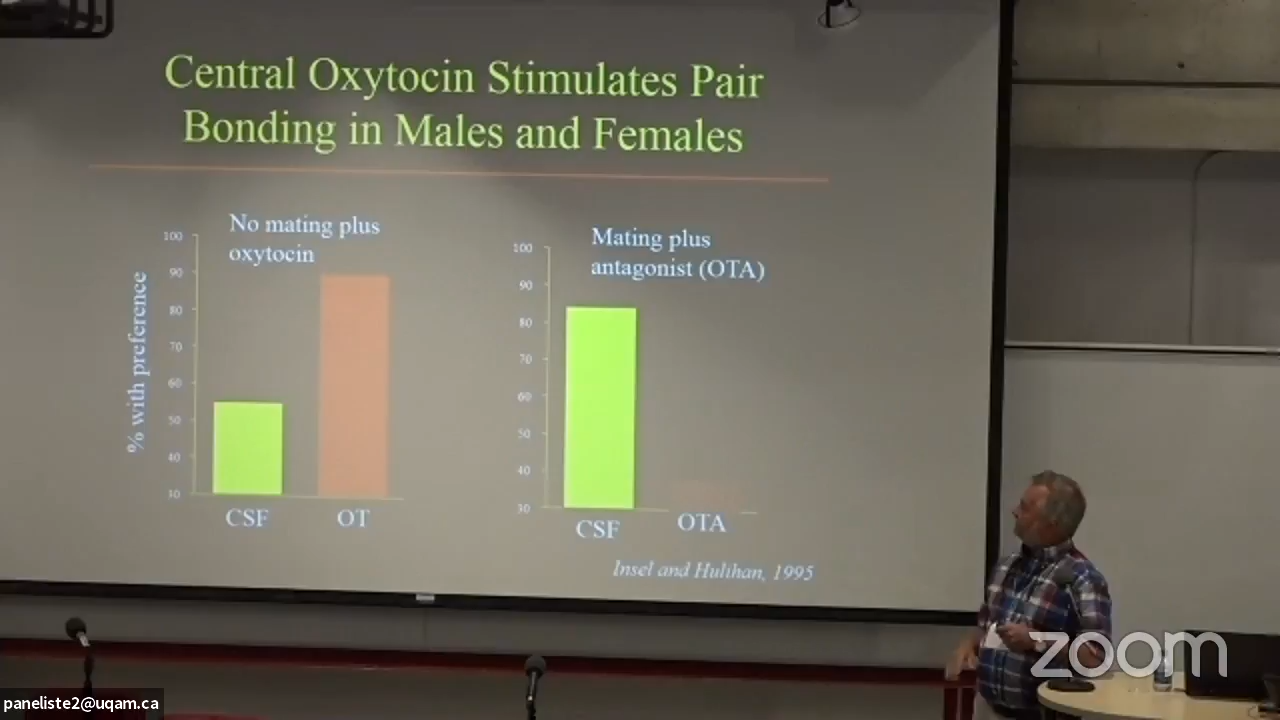 Central Oxytocin Stimulates Pair
Bonding in Males and Females
No mating plus
oxytocin
% with preference
100
90
80
70
60
50
40
30
CSF
OT
Mating plus
antagonist (OTA)
100
90
80
70
60
50
40
30
CSF
OTA
Insel and Hulihan, 1995
zoom
paneliste2@uqam.ca